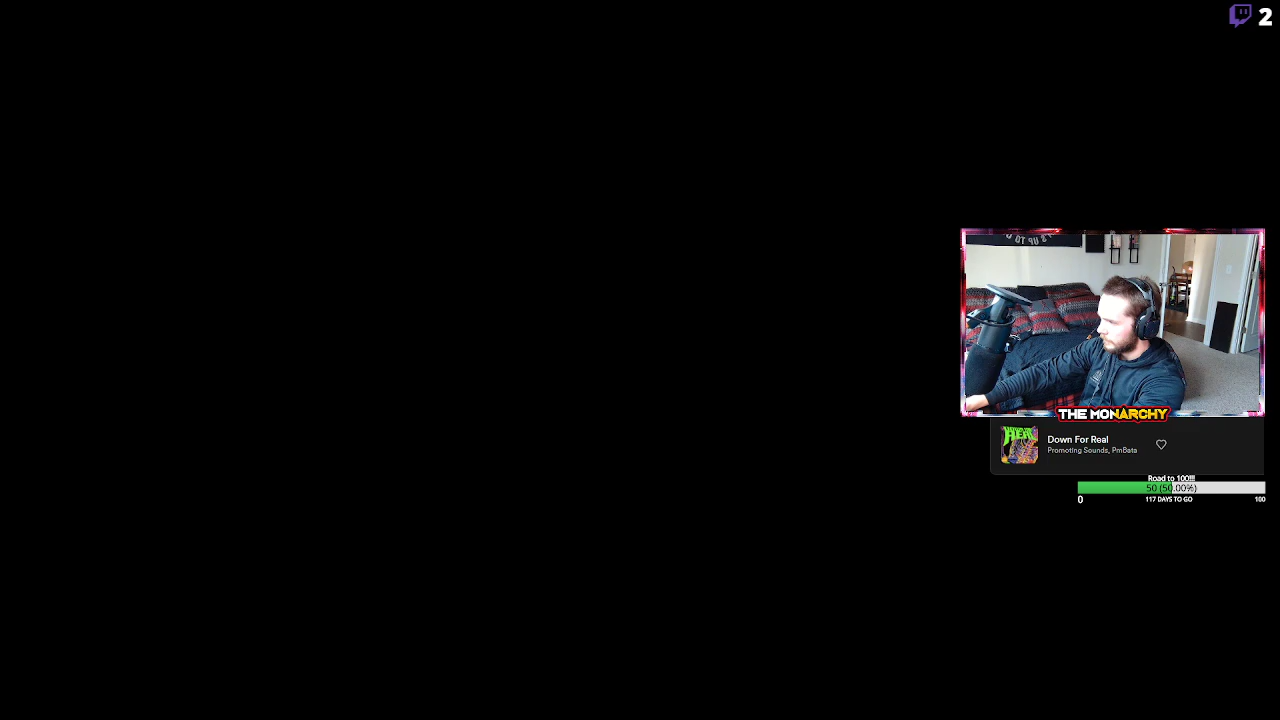 2
THE MONARCHY
Down For Real
Promoting Sounds, PmBata
Road to 100!!!
50 (50.00%)
0
117 DAYS TO GO
100